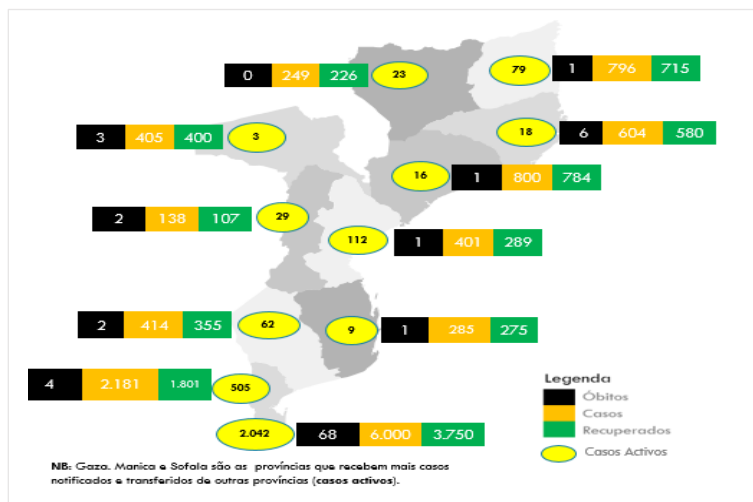 0 249 226 23
79 1 796 715
3 405 400 3
18 6 604 580
16 1 800 784
2 138 107 29
112 1 401 289
2 414 355 62
9 1 285 275
4 2.181 1.801 505
2.042 68 6.000 3.750
Legenda
Óbitos
Casos
Recuperados
Casos Activos
NB: Gaza. Manica e Sofala são as províncias que recebem mais casos
notificados e transferidos de outras províncias (casos activos).